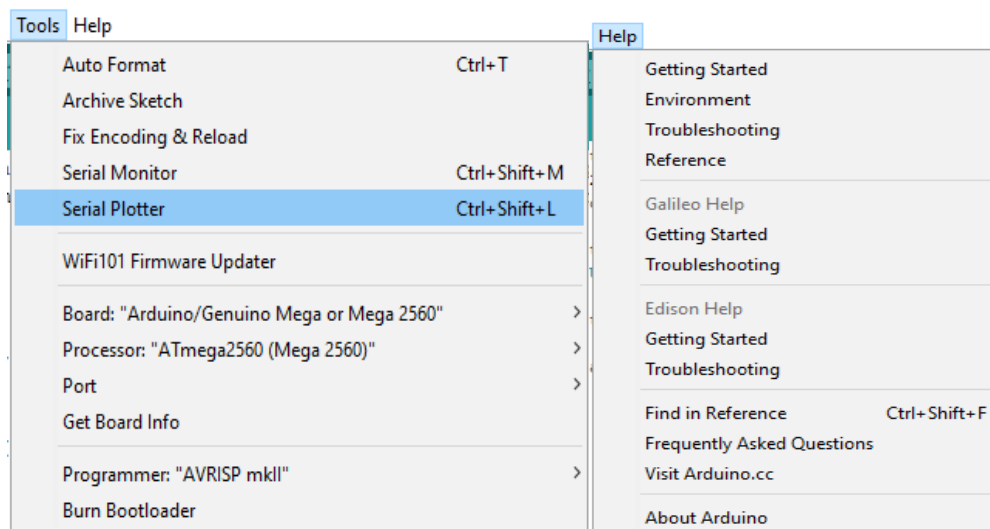 Tools Help
Auto Format Ctrl+T
Archive Sketch
Fix Encoding & Reload
Serial Monitor Ctrl+Shift+M
Serial Plotter Ctrl+Shift+L
WiFi101 Firmware Updater
Board: "Arduino/Genuino Mega or Mega 2560"
Processor: "ATmega2560 (Mega 2560)"
Port
Get Board Info
Programmer: "AVRISP mkII"
Burn Bootloader
Help
Getting Started
Environment
Troubleshooting
Reference
Galileo Help
Getting Started
Troubleshooting
Edison Help
Getting Started
Troubleshooting
Find in Reference Ctrl+Shift+F
Frequently Asked Questions
Visit Arduino.cc
About Arduino